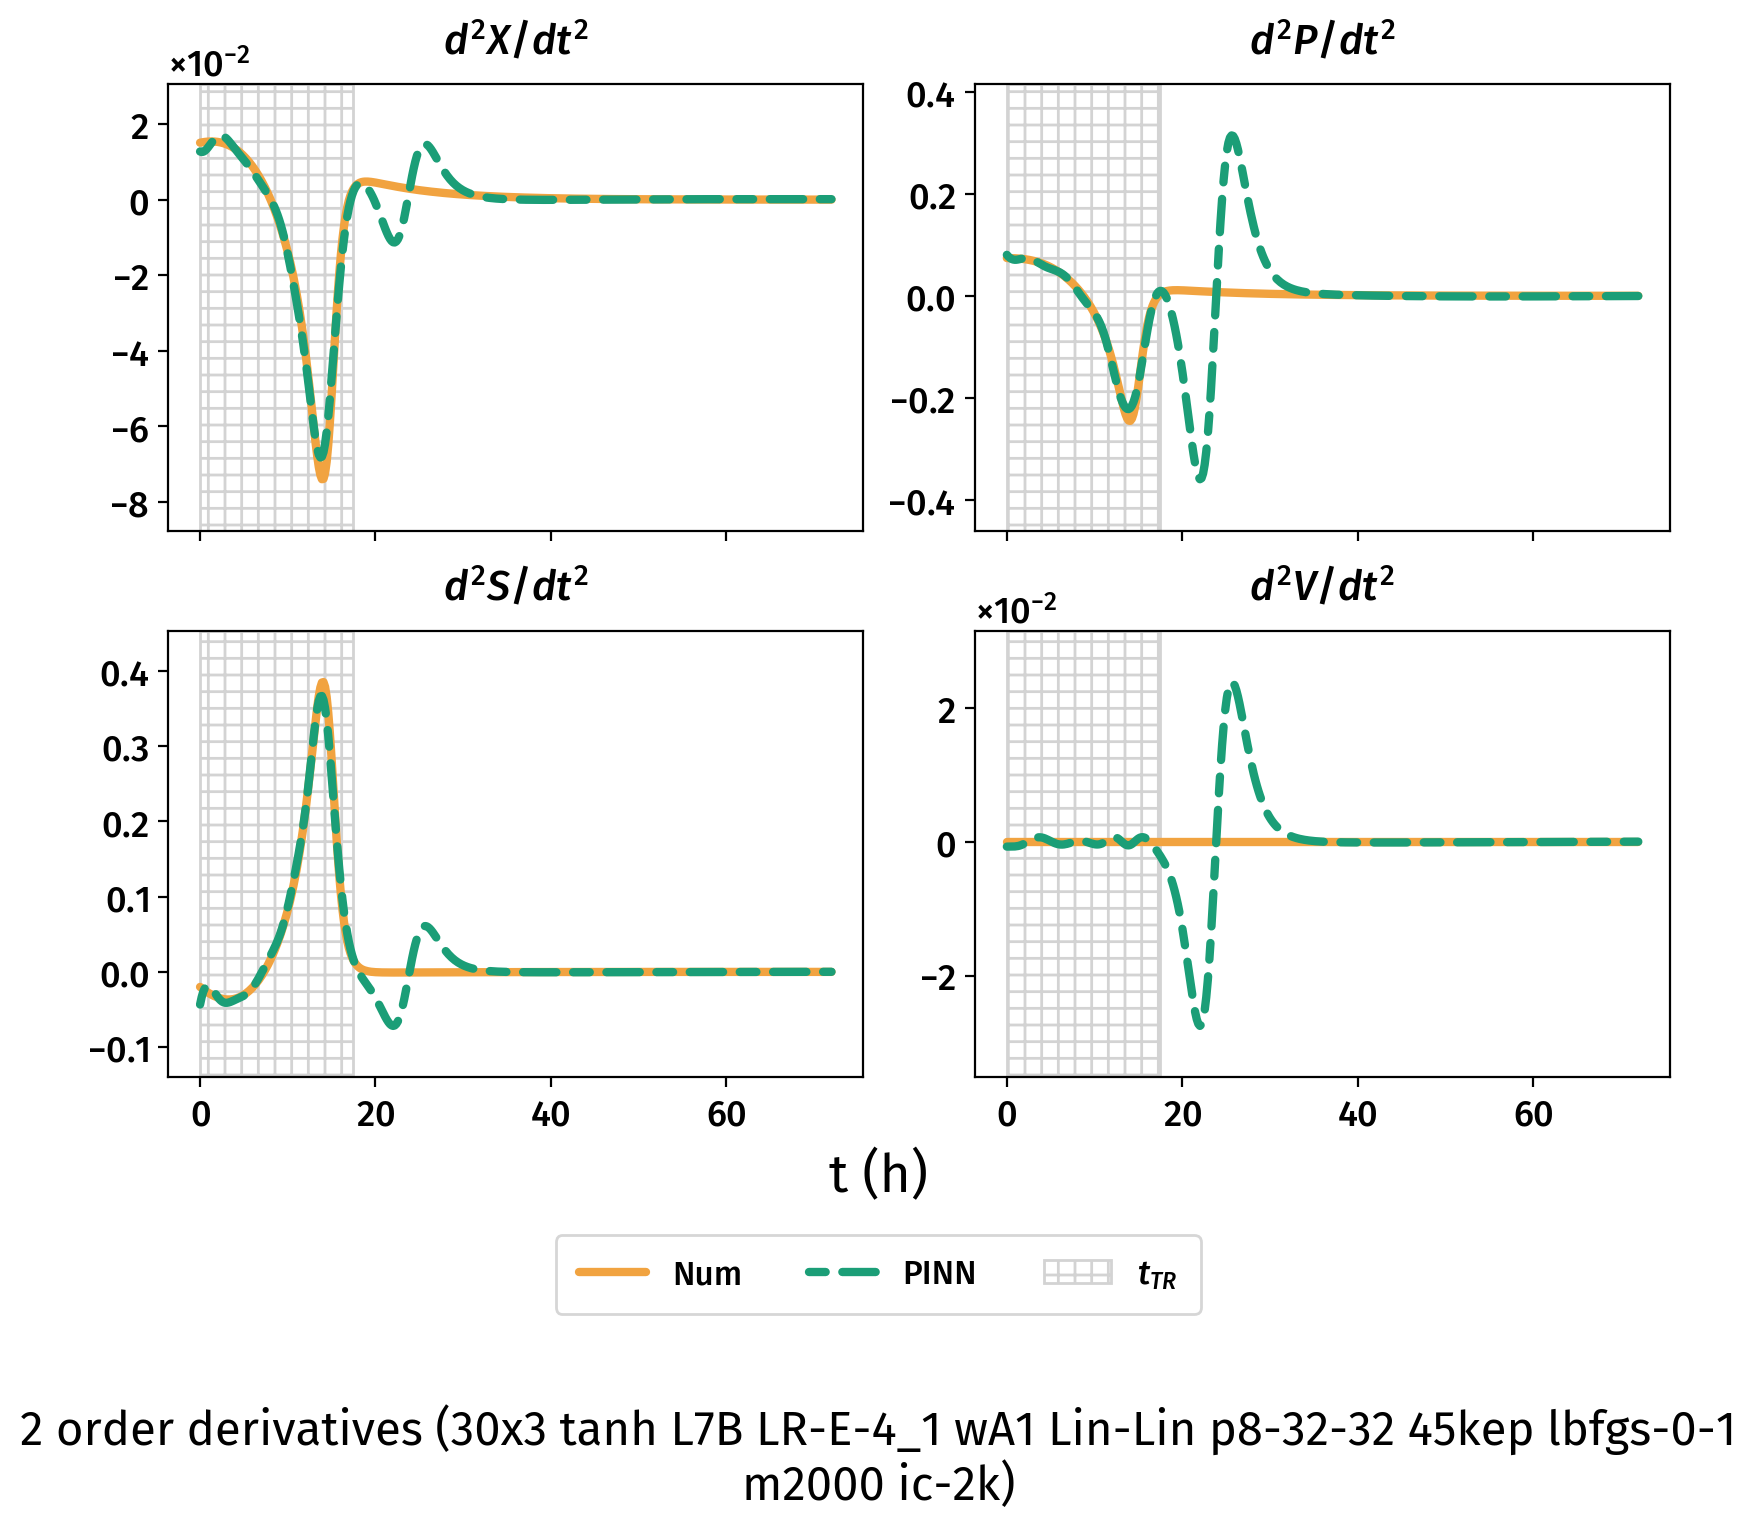 d²X/dt²
×10⁻²
2
0
−2
−4
−6
−8
d²P/dt²
0.4
0.2
0.0
−0.2
−0.4
d²S/dt²
0.4
0.3
0.2
0.1
0.0
−0.1
0 20 40 60
d²V/dt²
×10⁻²
2
0
−2
0 20 40 60
t (h)
Num PINN t_TR
2 order derivatives (30x3 tanh L7B LR-E-4_1 wA1 Lin-Lin p8-32-32 45kep lbfgs-0-1
m2000 ic-2k)